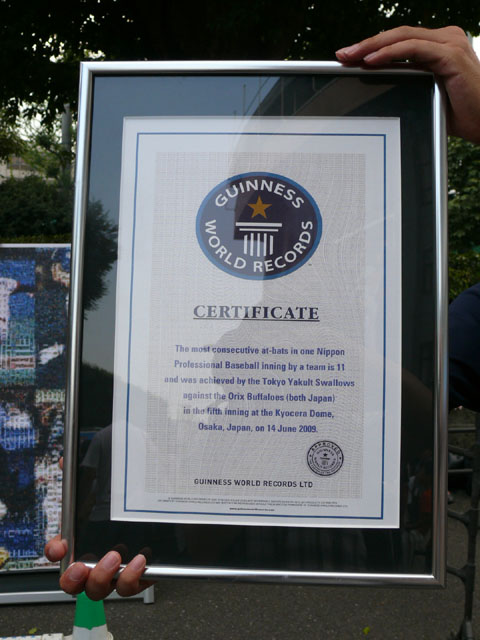 GUINNESS
WORLD RECORDS
CERTIFICATE
The most consecutive at-bats in one Nippon
Professional Baseball inning by a team is 11
and was achieved by the Tokyo Yakult Swallows
against the Orix Buffaloes (both Japan)
in the fifth inning at the Kyocera Dome,
Osaka, Japan, on 14 June 2009.
GUINNESS WORLD RECORDS LTD